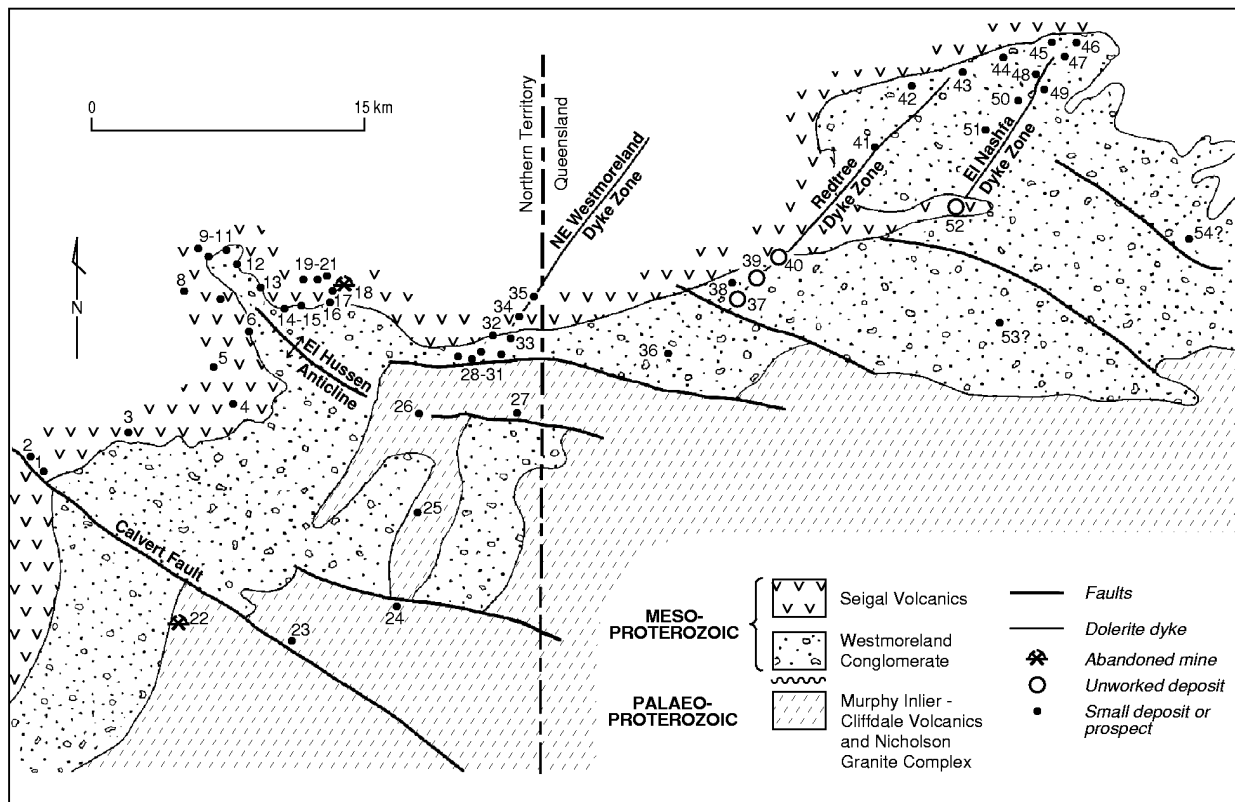 0
15 km
Northern Territory
Queensland
N
NE Westmoreland
Dyke Zone
Redtree
Dyke Zone
El Nashfa
Dyke Zone
El Hussen
Anticline
Calvert Fault
1
2
3
4
5
6
8
9-11
12
13
14-15
16
17
18
19-21
22
23
24
25
26
27
28-31
32
33
34
35
36
37
38
39
40
41
42
43
44
45
46
47
48
49
50
51
52
53?
54?
MESO-
PROTEROZOIC
Seigal Volcanics
Westmoreland
Conglomerate
PALAEO-
PROTEROZOIC
Murphy Inlier -
Cliffdale Volcanics
and Nicholson
Granite Complex
Faults
Dolerite dyke
Abandoned mine
Unworked deposit
Small deposit or
prospect